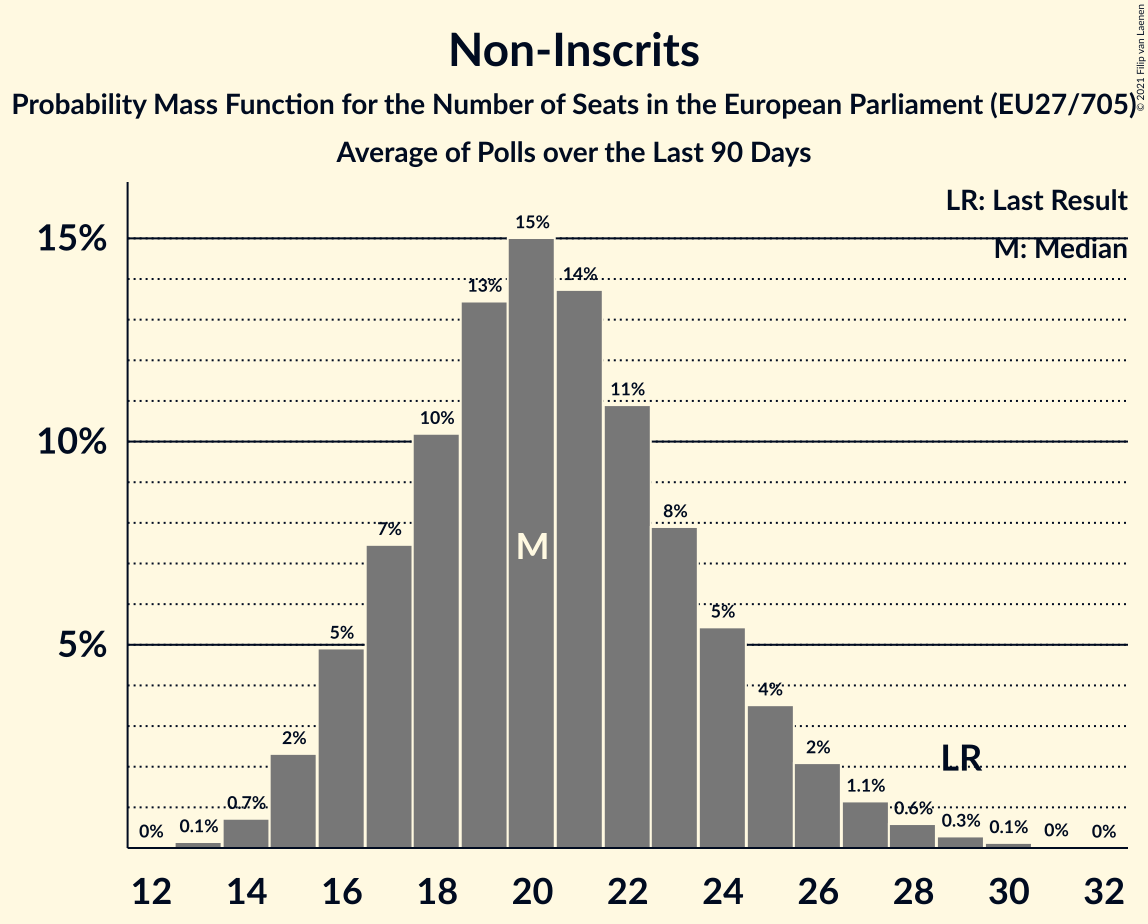 Non-Inscrits
Probability Mass Function for the Number of Seats in the European Parliament (EU27/705)
Average of Polls over the Last 90 Days
© 2021 Filip van Laenen
LR: Last Result
M: Median
15%
10%
5%
0%
0.1%
0.7%
2%
5%
7%
10%
13%
15%
14%
11%
8%
5%
4%
2%
1.1%
0.6%
0.3%
0.1%
0%
0%
M
LR
12 14 16 18 20 22 24 26 28 30 32